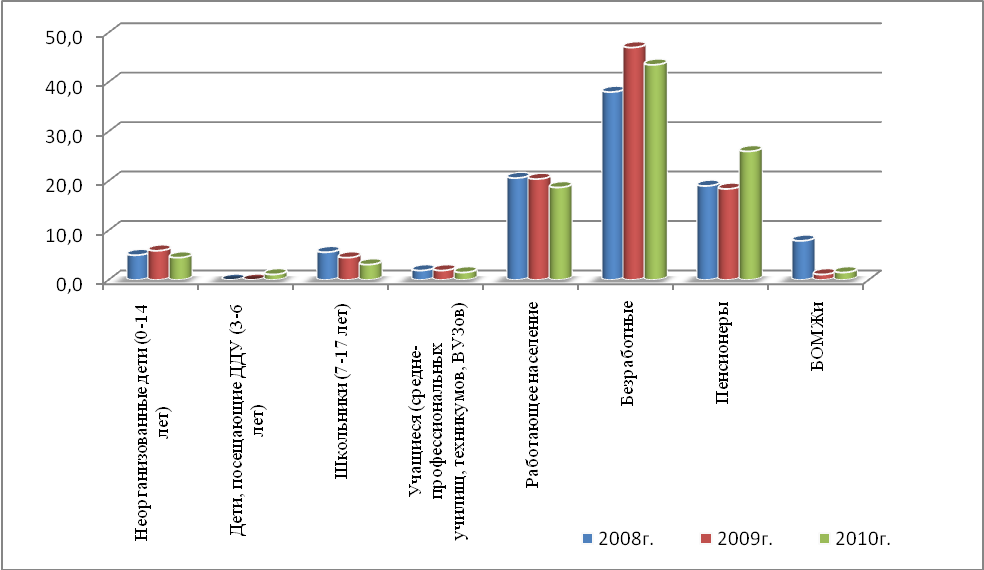 50,0
40,0
30,0
20,0
10,0
0,0
Неорганизованные дети (0-14
лет)
Дети, посещающие ДДУ (3-6
лет)
Школьники (7-17 лет)
Учащиеся (средне-
профессиональных
училищ, техникумов, ВУЗов)
Работающее население
Безработные
Пенсионеры
БОМЖи
2008г.
2009г.
2010г.